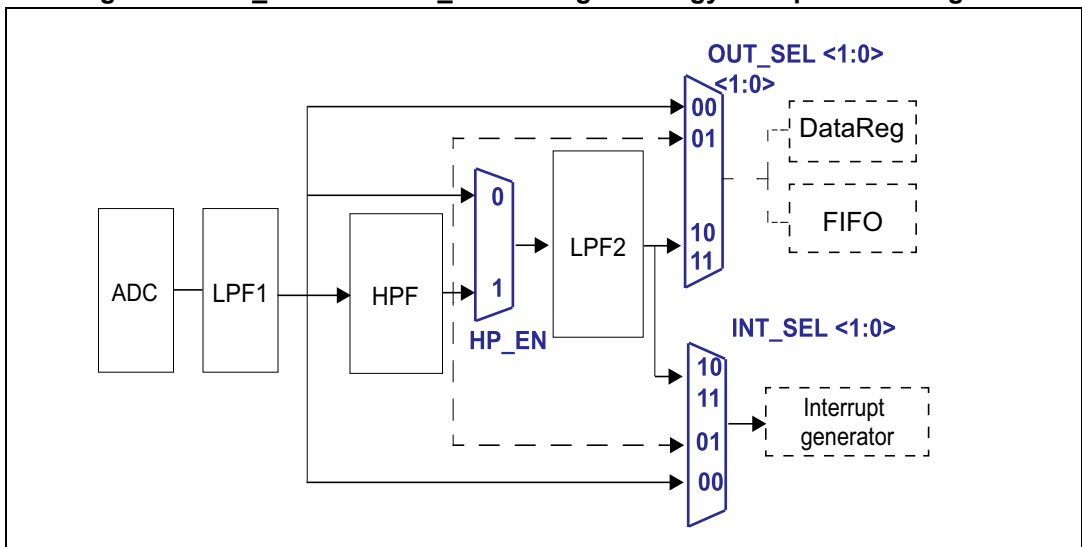 OUT_SEL <1:0>
<1:0>
00
01
10
11
DataReg
FIFO
ADC
LPF1
HPF
0
1
HP_EN
LPF2
INT_SEL <1:0>
10
11
01
00
Interrupt
generator